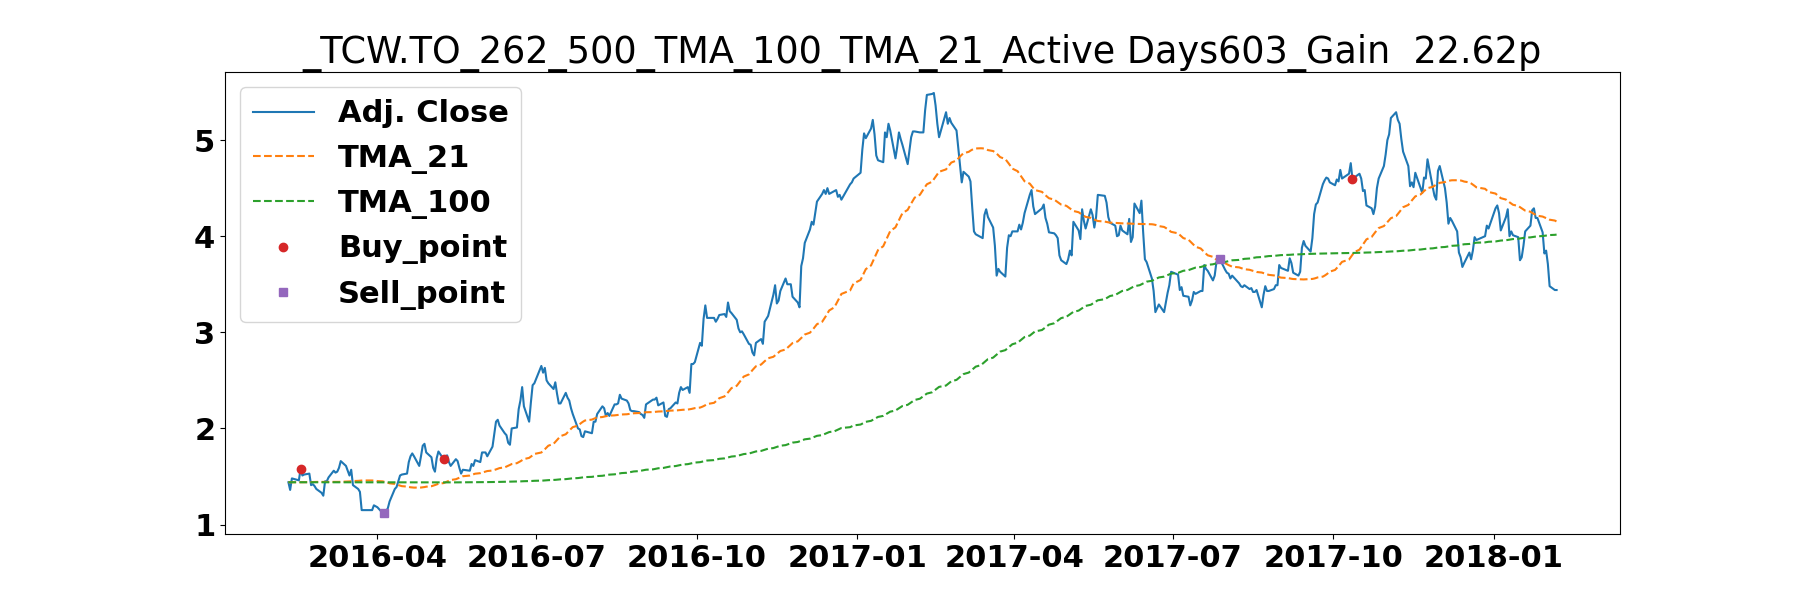 _TCW.TO_262_500_TMA_100_TMA_21_Active Days603_Gain  22.62p
Adj. Close
TMA_21
TMA_100
Buy_point
Sell_point
5
4
3
2
1
2016-04 2016-07 2016-10 2017-01 2017-04 2017-07 2017-10 2018-01